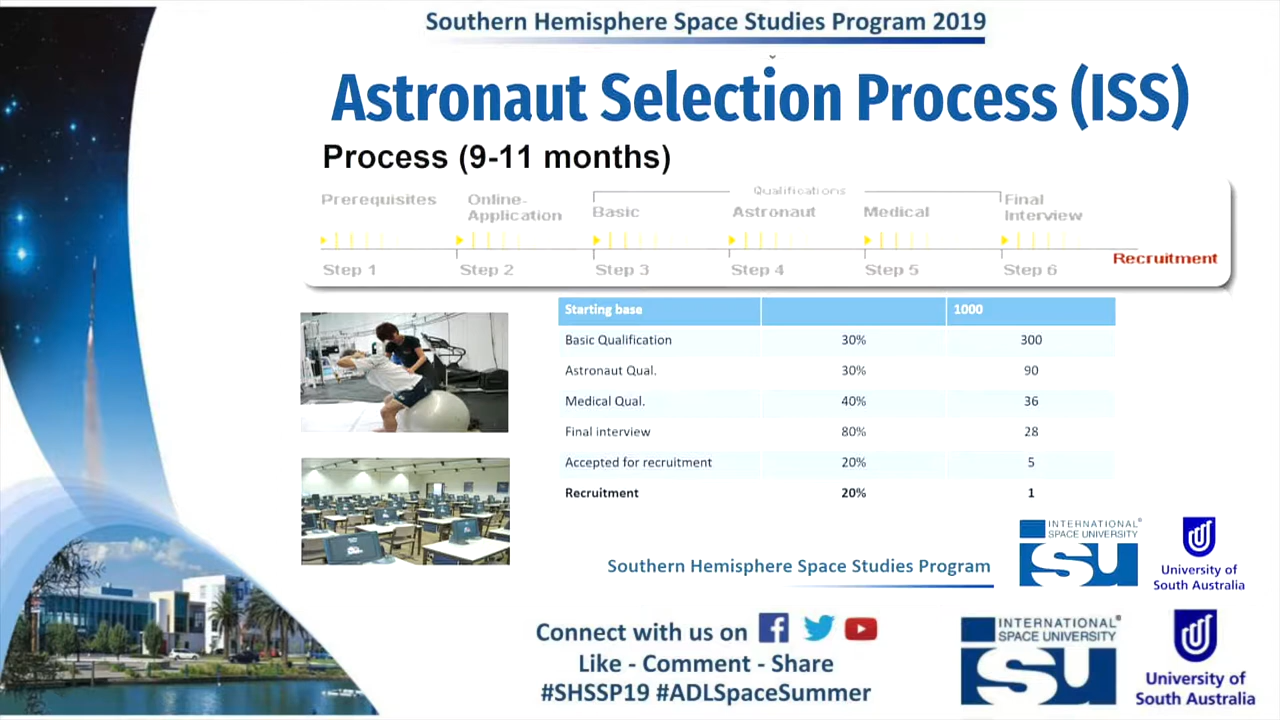 Southern Hemisphere Space Studies Program 2019
Astronaut Selection Process (ISS)
Process (9-11 months)
Qualifications
Prerequisites Online-Application Basic Astronaut Medical Final Interview
Step 1 Step 2 Step 3 Step 4 Step 5 Step 6 Recruitment
Starting base 1000
Basic Qualification 30% 300
Astronaut Qual. 30% 90
Medical Qual. 40% 36
Final interview 80% 28
Accepted for recruitment 20% 5
Recruitment 20% 1
INTERNATIONAL
SPACE UNIVERSITY
ISU
University of
South Australia
Southern Hemisphere Space Studies Program
Connect with us on
Like - Comment - Share
#SHSSP19 #ADLSpaceSummer
INTERNATIONAL
SPACE UNIVERSITY
ISU
University of
South Australia